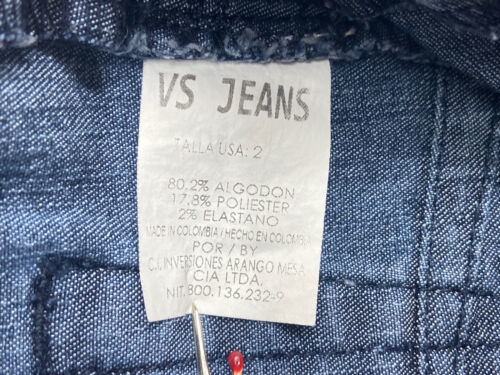 VS JEANS
TALLA USA: 2
80.2% ALGODON
17.8% POLIESTER
2% ELASTANO
MADE IN COLOMBIA / HECHO EN COLOMBIA
POR / BY
C.I. INVERSIONES ARANGO MESA
CIA LTDA.
NIT. 800.136.232-9